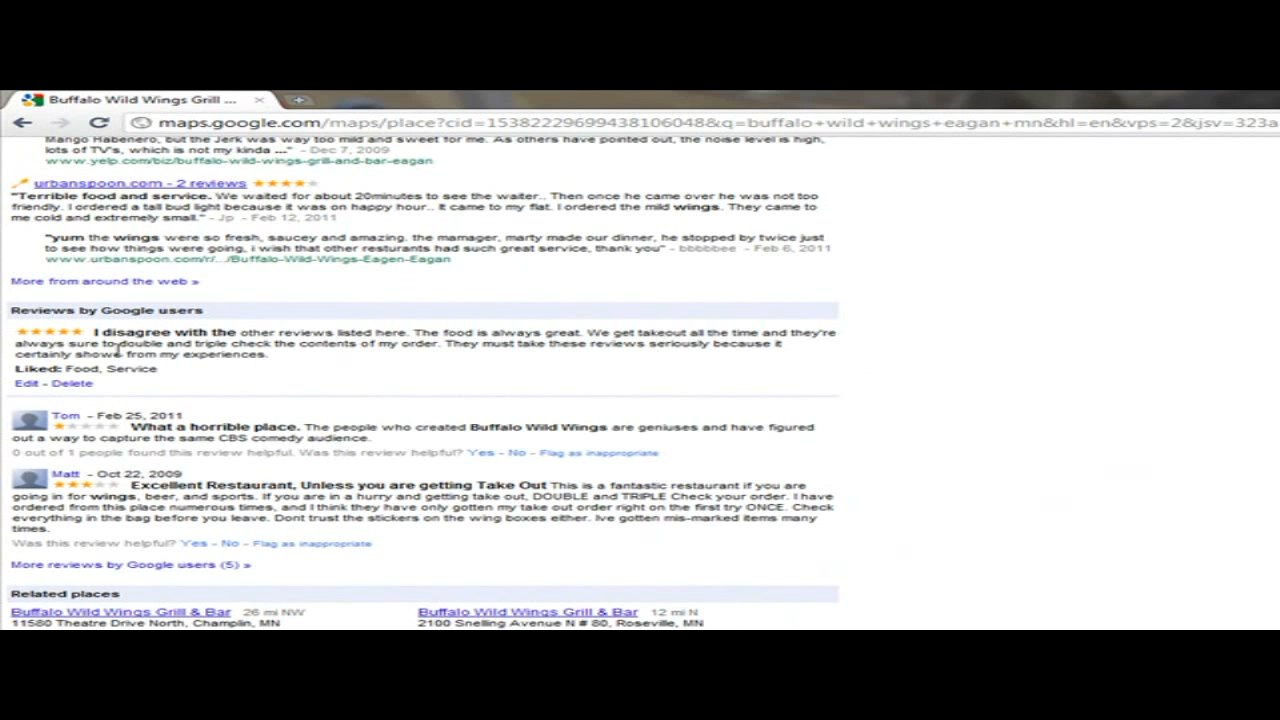 Buffalo Wild Wings Grill ...
maps.google.com/maps/place?cid=15382229699438106048&q=buffalo+wild+wings+eagan+mn&hl=en&vps=2&jsv=323a
Mango Habenero, but the Jerk was way too mild and sweet for me. As others have pointed out, the noise level is high,
lots of TV's, which is not my kinda ..." - Dec 7, 2009
www.yelp.com/biz/buffalo-wild-wings-grill-and-bar-eagan
urbanspoon.com - 2 reviews
"Terrible food and service. We waited for about 20minutes to see the waiter.. Then once he came over he was not too
friendly. I ordered a tall bud light because it was on happy hour.. It came to my flat. I ordered the mild wings. They came to
me cold and extremely small." - Jp - Feb 12, 2011
"yum the wings were so fresh, saucey and amazing. the mamager, marty made our dinner, he stopped by twice just
to see how things were going, i wish that other resturants had such great service, thank you" - bbbbbee - Feb 6, 2011
www.urbanspoon.com/r/.../Buffalo-Wild-Wings-Eagen-Eagan
More from around the web »
Reviews by Google users
I disagree with the other reviews listed here. The food is always great. We get takeout all the time and they're
always sure to double and triple check the contents of my order. They must take these reviews seriously because it
certainly shows from my experiences.
Liked: Food, Service
Edit - Delete
Tom - Feb 25, 2011
What a horrible place. The people who created Buffalo Wild Wings are geniuses and have figured
out a way to capture the same CBS comedy audience.
0 out of 1 people found this review helpful. Was this review helpful? Yes - No - Flag as inappropriate
Matt - Oct 22, 2009
Excellent Restaurant, Unless you are getting Take Out This is a fantastic restaurant if you are
going in for wings, beer, and sports. If you are in a hurry and getting take out, DOUBLE and TRIPLE Check your order. I have
ordered from this place numerous times, and I think they have only gotten my take out order right on the first try ONCE. Check
everything in the bag before you leave. Dont trust the stickers on the wing boxes either. Ive gotten mis-marked items many
times.
Was this review helpful? Yes - No - Flag as inappropriate
More reviews by Google users (5) »
Related places
Buffalo Wild Wings Grill & Bar 26 mi NW
11580 Theatre Drive North, Champlin, MN
Buffalo Wild Wings Grill & Bar 12 mi N
2100 Snelling Avenue N # 80, Roseville, MN